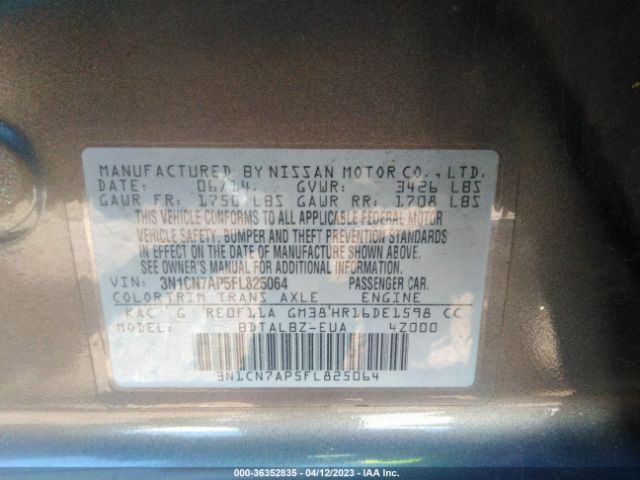 MANUFACTURED BY NISSAN MOTOR CO., LTD.
DATE: 06/14. GVWR: 3426 LBS
GAWR FR: 1750 LBS GAWR RR: 1708 LBS
THIS VEHICLE CONFORMS TO ALL APPLICABLE FEDERAL MOTOR
VEHICLE SAFETY, BUMPER AND THEFT PREVENTION STANDARDS
IN EFFECT ON THE DATE OF MANUFACTURE SHOWN ABOVE.
SEE OWNER'S MANUAL FOR ADDITIONAL INFORMATION.
VIN: 3N1CN7AP5FL825064 PASSENGER CAR.
COLOR TRIM TRANS AXLE ENGINE
KAC G RE0F11A GM38 HR16DE1598 CC
MODEL: BDTALBZ-EUA 4Z000
3N1CN7AP5FL825064
000-36352835 - 04/12/2023 - IAA Inc.